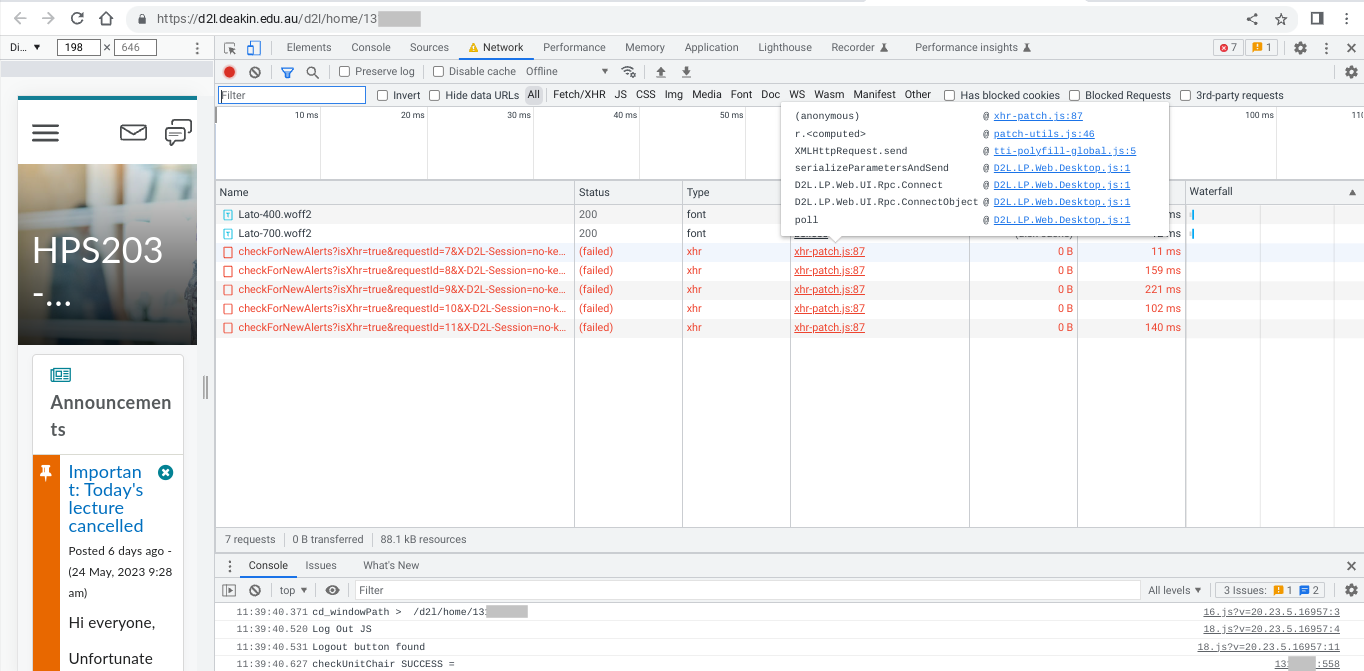 https://d2l.deakin.edu.au/d2l/home/13
Di... ▼ 198 × 646
Elements Console Sources Network Performance Memory Application Lighthouse Recorder Performance insights 7 1
Preserve log Disable cache Offline ▼
Filter Invert Hide data URLs All Fetch/XHR JS CSS Img Media Font Doc WS Wasm Manifest Other Has blocked cookies Blocked Requests 3rd-party requests
10 ms 20 ms 30 ms 40 ms 50 ms 100 ms 110
(anonymous) @ xhr-patch.js:87
r.<computed> @ patch-utils.js:46
XMLHttpRequest.send @ tti-polyfill-global.js:5
serializeParametersAndSend @ D2L.LP.Web.Desktop.js:1
D2L.LP.Web.UI.Rpc.Connect @ D2L.LP.Web.Desktop.js:1
D2L.LP.Web.UI.Rpc.ConnectObject @ D2L.LP.Web.Desktop.js:1
poll @ D2L.LP.Web.Desktop.js:1
Name Status Type Waterfall ▲
Lato-400.woff2 200 font ms
Lato-700.woff2 200 font ms
checkForNewAlerts?isXhr=true&requestId=7&X-D2L-Session=no-ke... (failed) xhr xhr-patch.js:87 0 B 11 ms
checkForNewAlerts?isXhr=true&requestId=8&X-D2L-Session=no-ke... (failed) xhr xhr-patch.js:87 0 B 159 ms
checkForNewAlerts?isXhr=true&requestId=9&X-D2L-Session=no-ke... (failed) xhr xhr-patch.js:87 0 B 221 ms
checkForNewAlerts?isXhr=true&requestId=10&X-D2L-Session=no-k... (failed) xhr xhr-patch.js:87 0 B 102 ms
checkForNewAlerts?isXhr=true&requestId=11&X-D2L-Session=no-k... (failed) xhr xhr-patch.js:87 0 B 140 ms
7 requests 0 B transferred 88.1 kB resources
Console Issues What's New
top ▼ Filter All levels ▼ 3 Issues: 1 2
11:39:40.371 cd_windowPath > /d2l/home/13 16.js?v=20.23.5.16957:3
11:39:40.520 Log Out JS 18.js?v=20.23.5.16957:4
11:39:40.531 Logout button found 18.js?v=20.23.5.16957:11
11:39:40.627 checkUnitChair SUCCESS = 13 :558
HPS203
-...
Announcemen
ts
Importan
t: Today's
lecture
cancelled
Posted 6 days ago -
(24 May, 2023 9:28
am)
Hi everyone,
Unfortunate